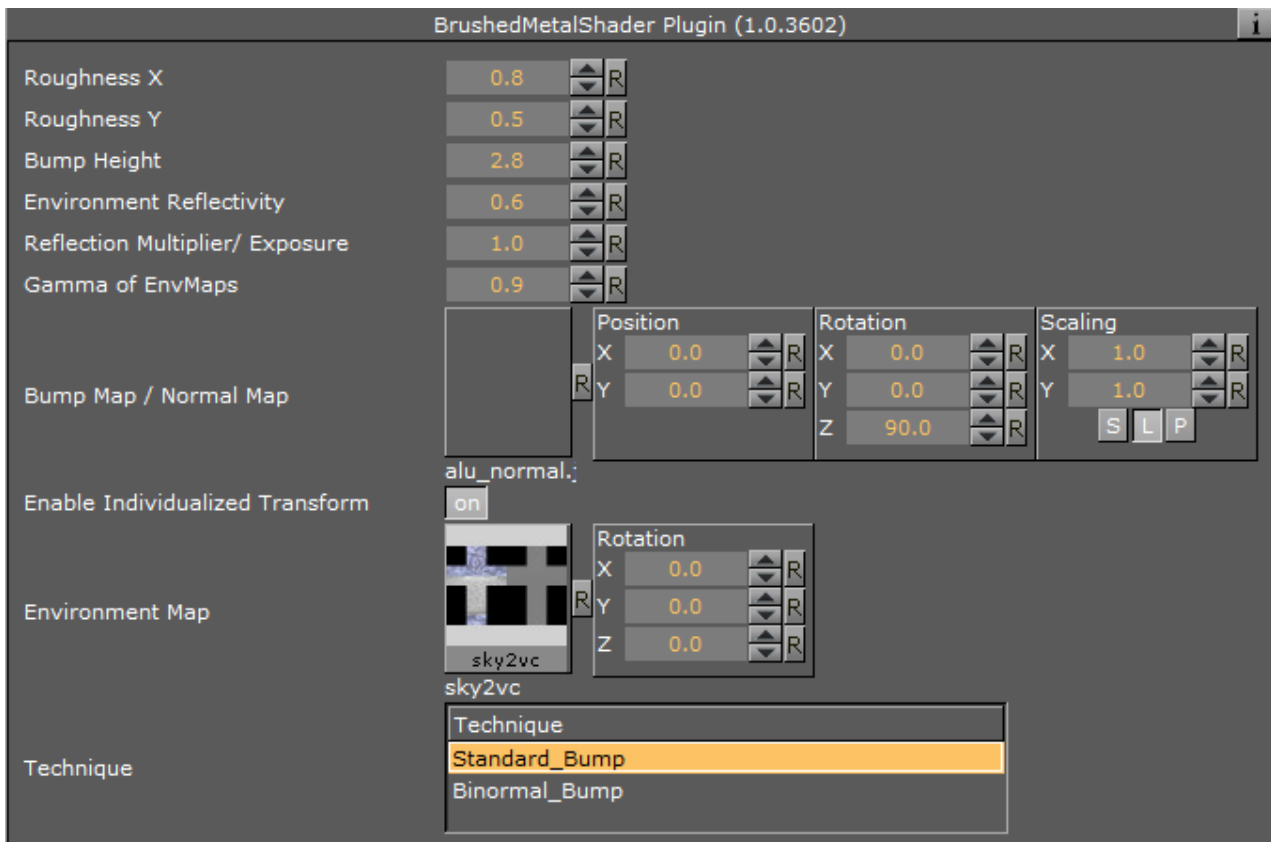 BrushedMetalShader Plugin (1.0.3602) i
Roughness X 0.8 R
Roughness Y 0.5 R
Bump Height 2.8 R
Environment Reflectivity 0.6 R
Reflection Multiplier/ Exposure 1.0 R
Gamma of EnvMaps 0.9 R
Position Rotation Scaling
X 0.0 R X 0.0 R X 1.0 R
Bump Map / Normal Map R Y 0.0 R Y 0.0 R Y 1.0 R
Z 90.0 R S L P
alu_normal.j
Enable Individualized Transform on
Rotation
X 0.0 R
Environment Map R Y 0.0 R
Z 0.0 R
sky2vc
sky2vc
Technique
Technique Standard_Bump
Binormal_Bump